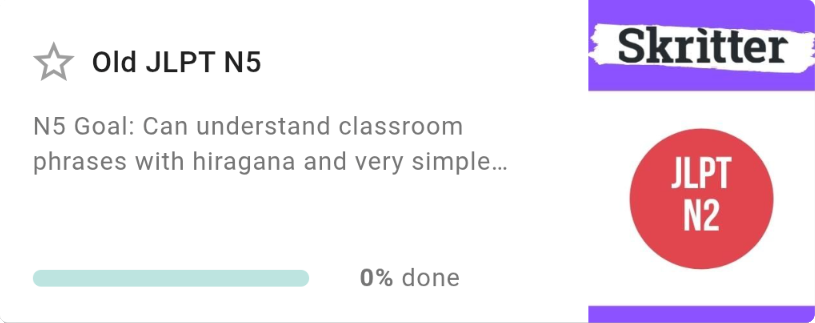 Old JLPT N5
N5 Goal: Can understand classroom
phrases with hiragana and very simple…
0% done
Skritter
JLPT
N2